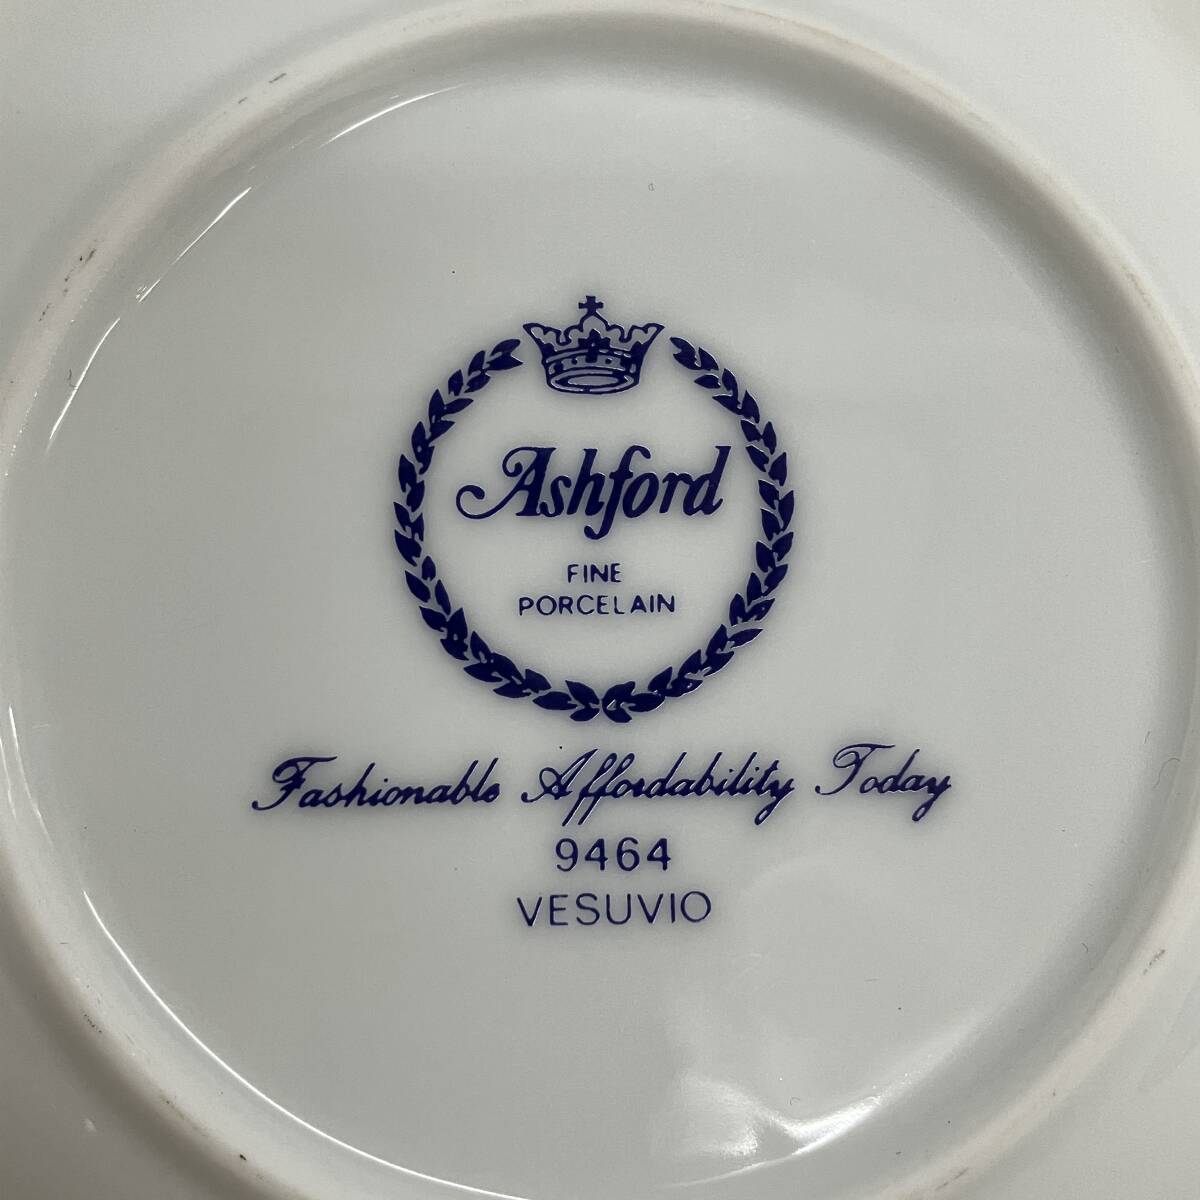 Ashford
FINE
PORCELAIN
Fashionable Affordability Today
9464
VESUVIO